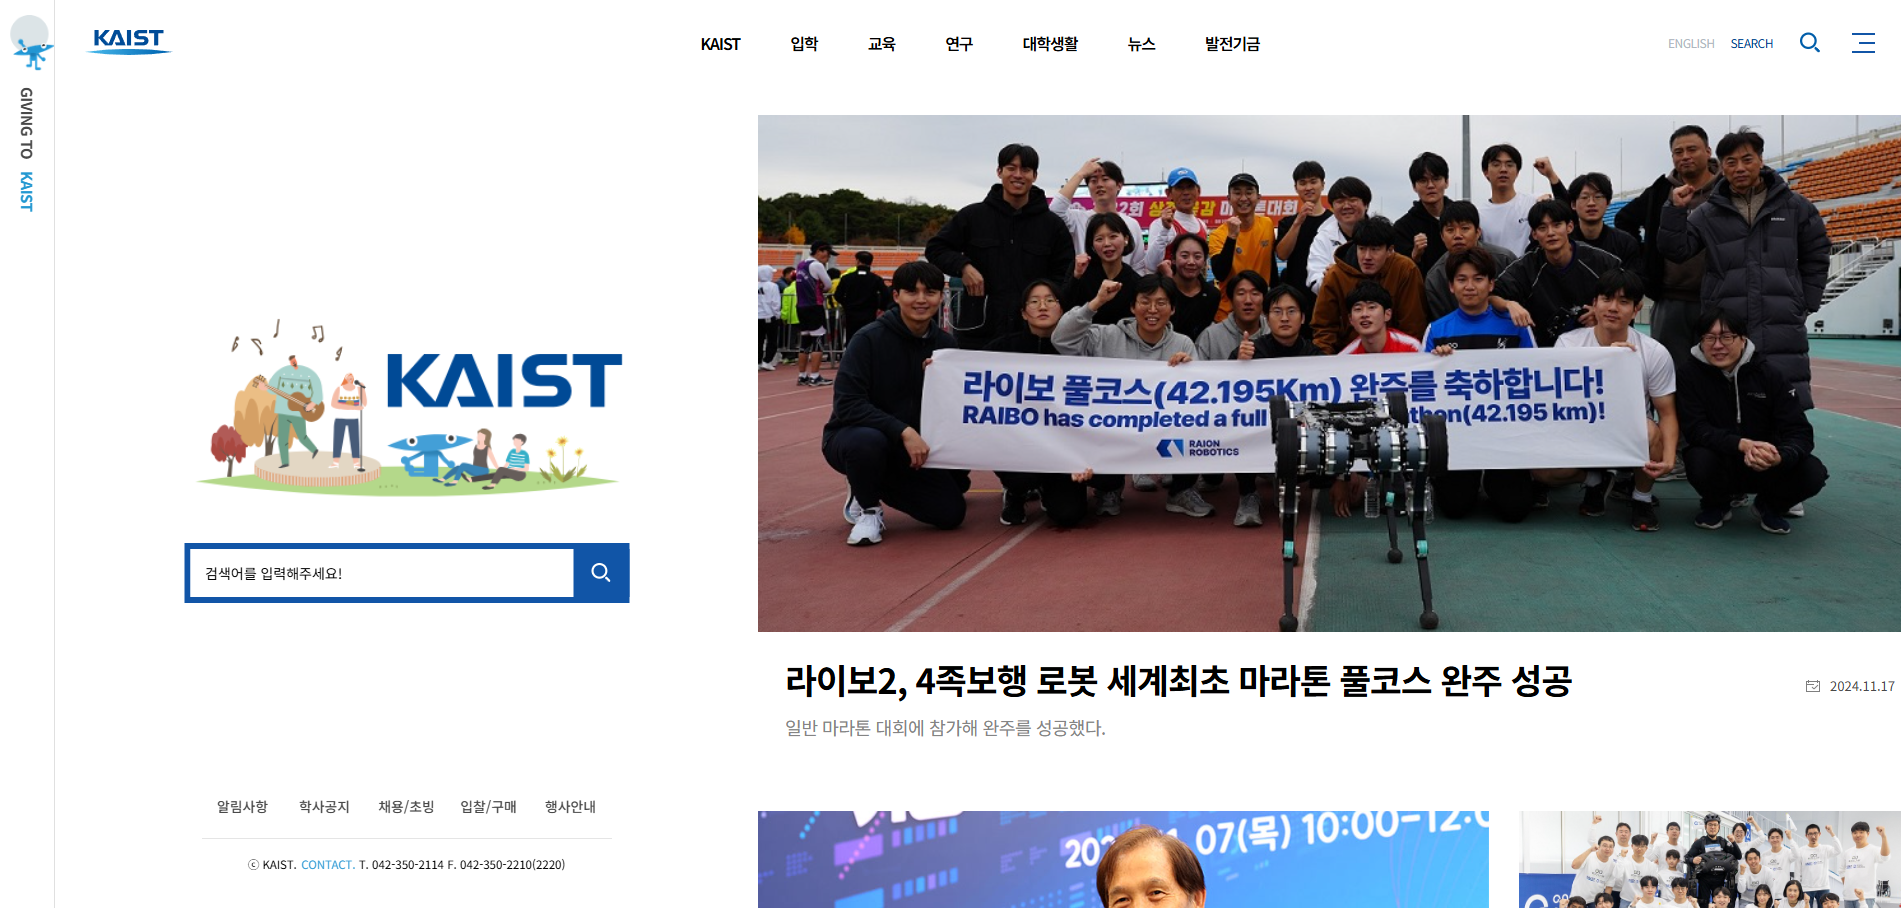 GIVING TO KAIST
KAIST
KAIST 입학 교육 연구 대학생활 뉴스 발전기금
ENGLISH SEARCH
KAIST
검색어를 입력해주세요!
알림사항 학사공지 채용/초빙 입찰/구매 행사안내
ⓒ KAIST. CONTACT. T. 042-350-2114 F. 042-350-2210(2220)
마라톤대회
라이보 풀코스(42.195Km) 완주를 축하합니다!
RAIBO has completed a full (42.195 km)!
RAION
ROBOTICS
라이보2, 4족보행 로봇 세계최초 마라톤 풀코스 완주 성공
2024.11.17
일반 마라톤 대회에 참가해 완주를 성공했다.
07(목) 10:00-12:0